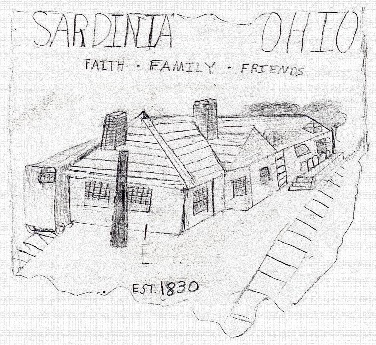 SARDINIA OHIO
FAITH • FAMILY • FRIENDS
EST. 1830